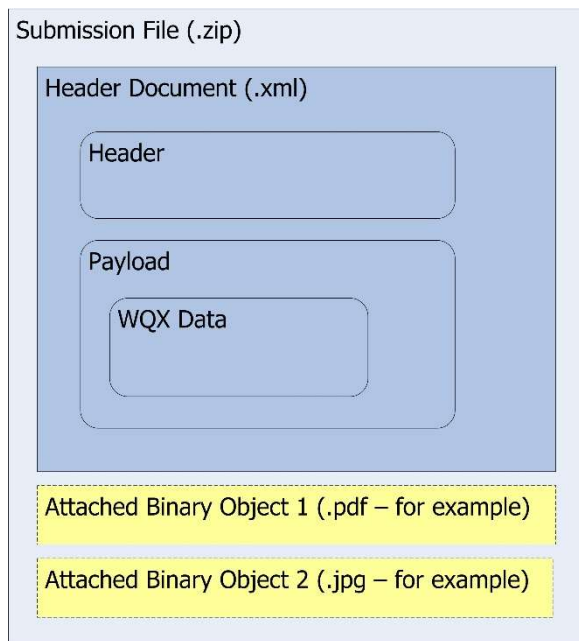 Submission File (.zip)
Header Document (.xml)
Header
Payload
WQX Data
Attached Binary Object 1 (.pdf – for example)
Attached Binary Object 2 (.jpg – for example)